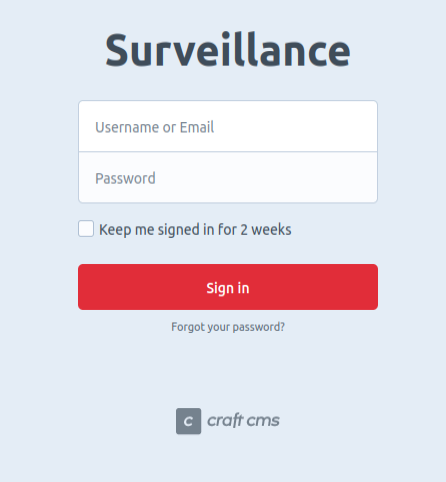 Surveillance
Username or Email
Password
Keep me signed in for 2 weeks
Sign in
Forgot your password?
c craft cms